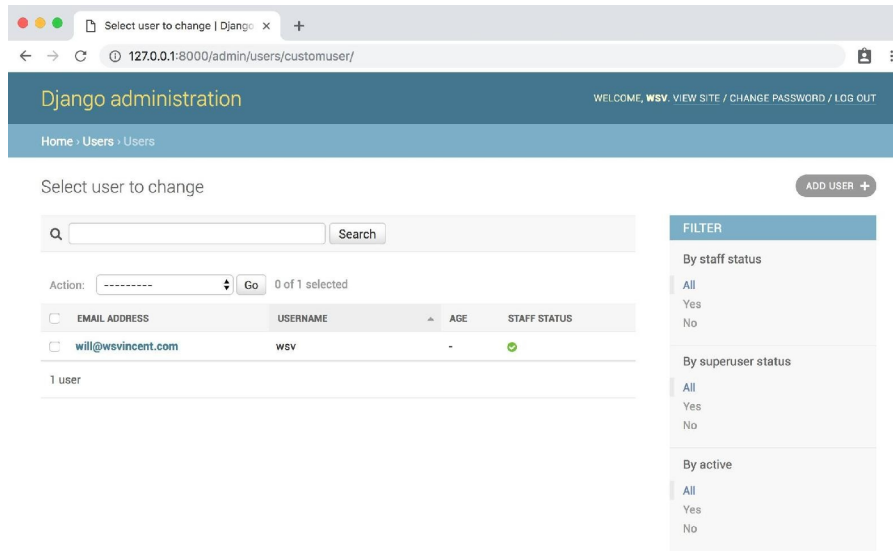 Select user to change | Django
127.0.0.1:8000/admin/users/customuser/
Django administration
WELCOME, WSV. VIEW SITE / CHANGE PASSWORD / LOG OUT
Home › Users › Users
Select user to change
ADD USER +
Search
Action: --------- Go 0 of 1 selected
EMAIL ADDRESS USERNAME AGE STAFF STATUS
will@wsvincent.com wsv -
1 user
FILTER
By staff status
All
Yes
No
By superuser status
All
Yes
No
By active
All
Yes
No